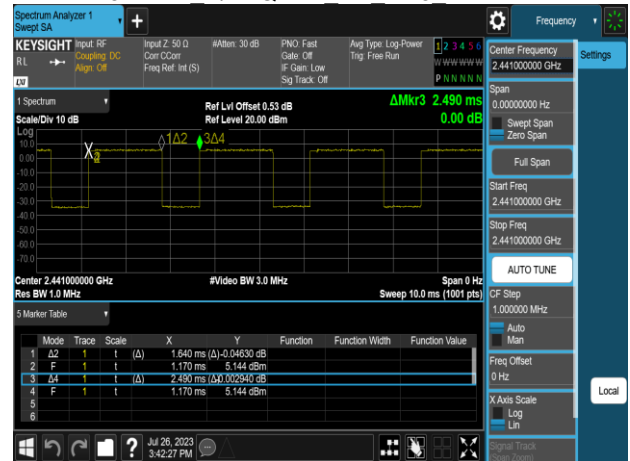 Spectrum Analyzer 1
Swept SA
Frequency
KEYSIGHT
RL
LXI
Input: RF
Coupling: DC
Align: Off
Input Z: 50 Ω
Corr CCorr
Freq Ref: Int (S)
#Atten: 30 dB
PNO: Fast
Gate: Off
IF Gain: Low
Sig Track: Off
Avg Type: Log-Power
Trig: Free Run
1 2 3 4 5 6
W W W W W W
P N N N N N
Center Frequency
2.441000000 GHz
Settings
Span
0.00000000 Hz
Swept Span
Zero Span
Full Span
Start Freq
2.441000000 GHz
Stop Freq
2.441000000 GHz
AUTO TUNE
CF Step
1.000000 MHz
Auto
Man
Freq Offset
0 Hz
X Axis Scale
Log
Lin
Signal Track
(Span Zoom)
Local
1 Spectrum
Scale/Div 10 dB
Ref Lvl Offset 0.53 dB
Ref Level 20.00 dBm
ΔMkr3 2.490 ms
0.00 dB
Log
10.0
0.00
-10.0
-20.0
-30.0
-40.0
-50.0
-60.0
-70.0
1Δ2
3Δ4
Center 2.441000000 GHz
Res BW 1.0 MHz
#Video BW 3.0 MHz
Span 0 Hz
Sweep 10.0 ms (1001 pts)
5 Marker Table
Mode Trace Scale X Y Function Function Width Function Value
1 Δ2 1 t (Δ) 1.640 ms (Δ) -0.04630 dB
2 F 1 t 1.170 ms 5.144 dBm
3 Δ4 1 t (Δ) 2.490 ms (Δ) 0.002940 dB
4 F 1 t 1.170 ms 5.144 dBm
5
6
?
Jul 26, 2023
3:42:27 PM